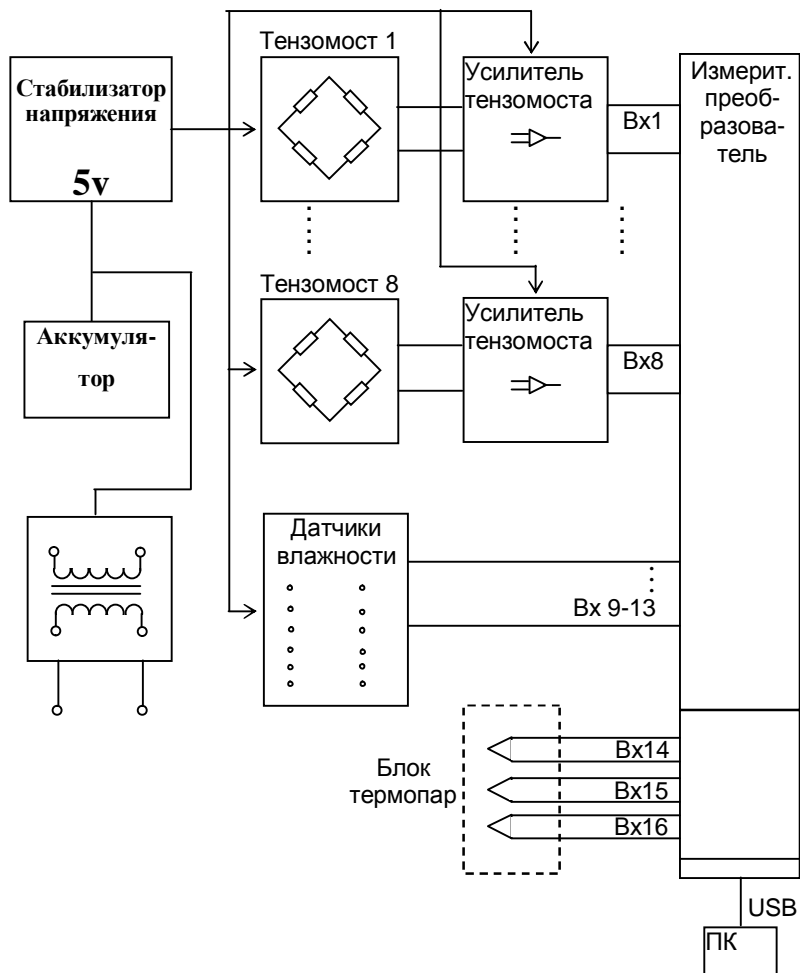 Тензомост 1
Стабилизатор
напряжения
5v
Усилитель
тензомоста
Вх1
Измерит.
преоб-
разова-
тель
Тензомост 8
Аккумуля-
тор
Усилитель
тензомоста
Вх8
Датчики
влажности
Вх 9-13
Блок
термопар
Вх14
Вх15
Вх16
USB
ПК